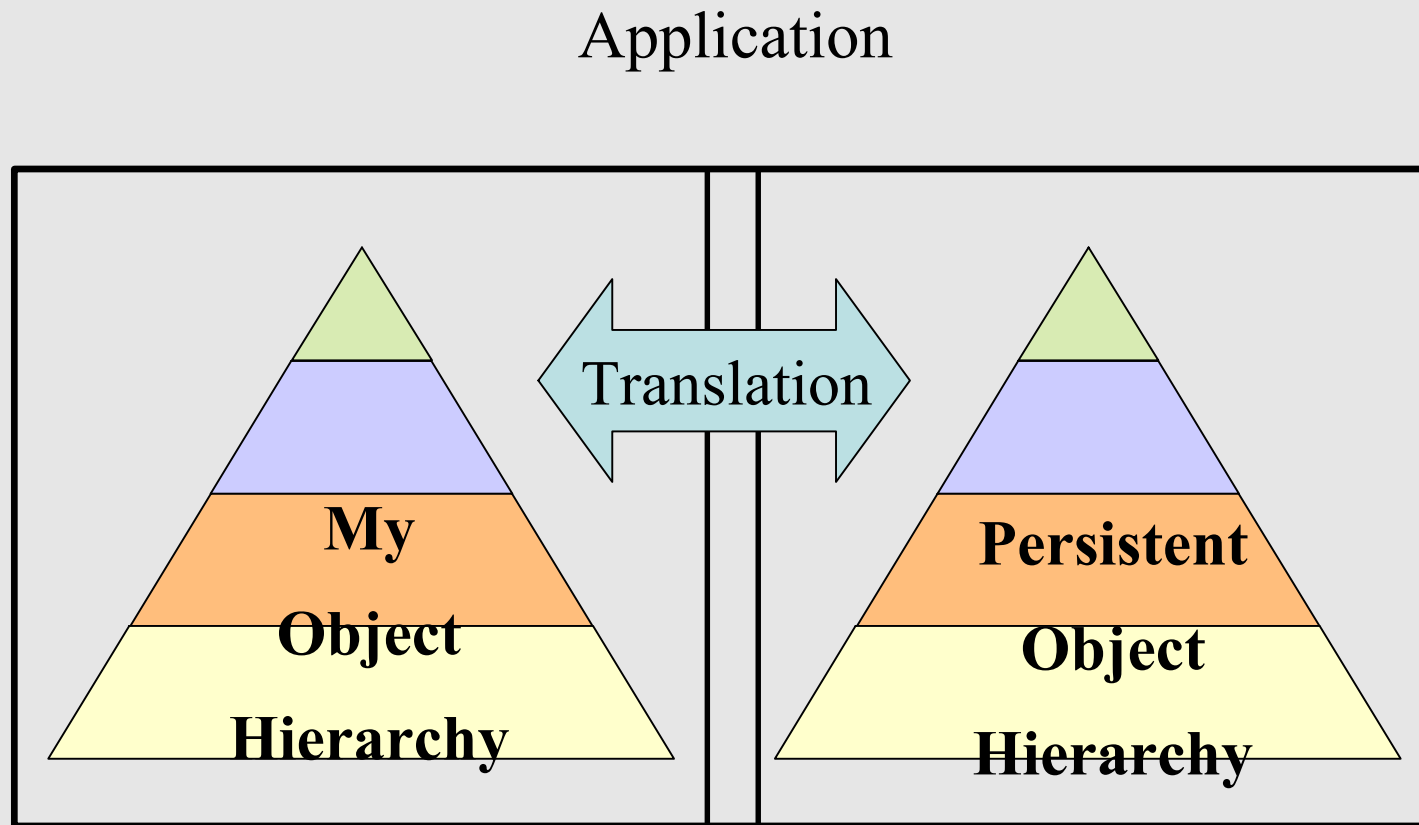 Application
Translation
My
Object
Hierarchy
Persistent
Object
Hierarchy